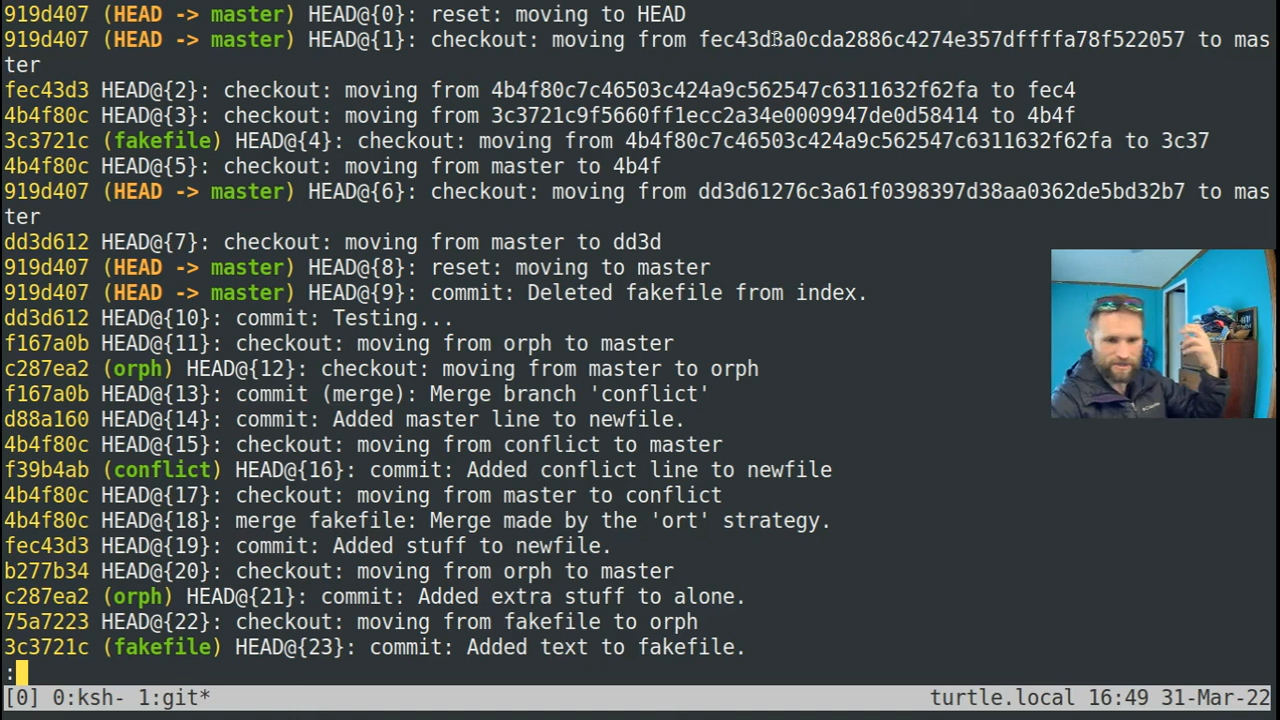 919d407 (HEAD -> master) HEAD@{0}: reset: moving to HEAD
919d407 (HEAD -> master) HEAD@{1}: checkout: moving from fec43d3a0cda2886c4274e357dffffa78f522057 to mas
ter
fec43d3 HEAD@{2}: checkout: moving from 4b4f80c7c46503c424a9c562547c6311632f62fa to fec4
4b4f80c HEAD@{3}: checkout: moving from 3c3721c9f5660ff1ecc2a34e0009947de0d58414 to 4b4f
3c3721c (fakefile) HEAD@{4}: checkout: moving from 4b4f80c7c46503c424a9c562547c6311632f62fa to 3c37
4b4f80c HEAD@{5}: checkout: moving from master to 4b4f
919d407 (HEAD -> master) HEAD@{6}: checkout: moving from dd3d61276c3a61f0398397d38aa0362de5bd32b7 to mas
ter
dd3d612 HEAD@{7}: checkout: moving from master to dd3d
919d407 (HEAD -> master) HEAD@{8}: reset: moving to master
919d407 (HEAD -> master) HEAD@{9}: commit: Deleted fakefile from index.
dd3d612 HEAD@{10}: commit: Testing...
f167a0b HEAD@{11}: checkout: moving from orph to master
c287ea2 (orph) HEAD@{12}: checkout: moving from master to orph
f167a0b HEAD@{13}: commit (merge): Merge branch 'conflict'
d88a160 HEAD@{14}: commit: Added master line to newfile.
4b4f80c HEAD@{15}: checkout: moving from conflict to master
f39b4ab (conflict) HEAD@{16}: commit: Added conflict line to newfile
4b4f80c HEAD@{17}: checkout: moving from master to conflict
4b4f80c HEAD@{18}: merge fakefile: Merge made by the 'ort' strategy.
fec43d3 HEAD@{19}: commit: Added stuff to newfile.
b277b34 HEAD@{20}: checkout: moving from orph to master
c287ea2 (orph) HEAD@{21}: commit: Added extra stuff to alone.
75a7223 HEAD@{22}: checkout: moving from fakefile to orph
3c3721c (fakefile) HEAD@{23}: commit: Added text to fakefile.
:
[0] 0:ksh- 1:git* turtle.local 16:49 31-Mar-22